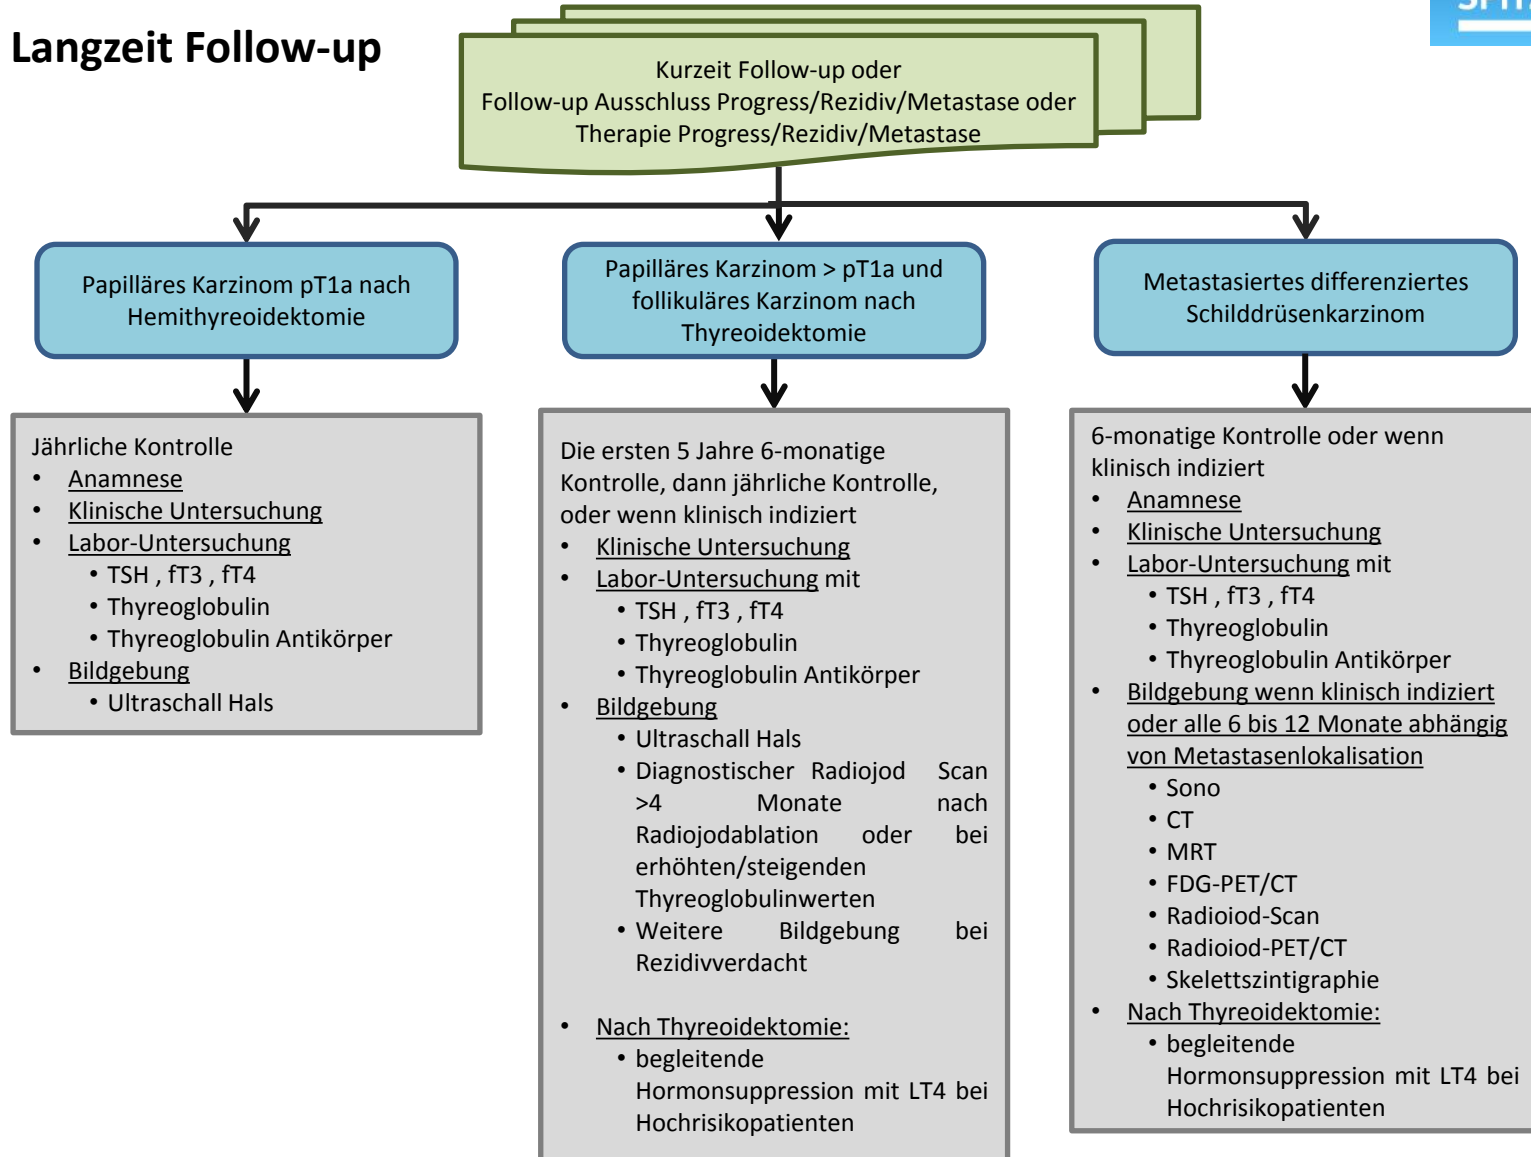 Langzeit Follow-up
Kurzeit Follow-up oder
Follow-up Ausschluss Progress/Rezidiv/Metastase oder
Therapie Progress/Rezidiv/Metastase
Papilläres Karzinom pT1a nach
Hemithyreoidektomie
Papilläres Karzinom > pT1a und
follikuläres Karzinom nach
Thyreoidektomie
Metastasiertes differenziertes
Schilddrüsenkarzinom
Jährliche Kontrolle
• Anamnese
• Klinische Untersuchung
• Labor-Untersuchung
• TSH , fT3 , fT4
• Thyreoglobulin
• Thyreoglobulin Antikörper
• Bildgebung
• Ultraschall Hals
Die ersten 5 Jahre 6-monatige
Kontrolle, dann jährliche Kontrolle,
oder wenn klinisch indiziert
• Klinische Untersuchung
• Labor-Untersuchung mit
• TSH , fT3 , fT4
• Thyreoglobulin
• Thyreoglobulin Antikörper
• Bildgebung
• Ultraschall Hals
• Diagnostischer Radiojod Scan
>4 Monate nach
Radiojodablation oder bei
erhöhten/steigenden
Thyreoglobulinwerten
• Weitere Bildgebung bei
Rezidivverdacht
• Nach Thyreoidektomie:
• begleitende
Hormonsuppression mit LT4 bei
Hochrisikopatienten
6-monatige Kontrolle oder wenn
klinisch indiziert
• Anamnese
• Klinische Untersuchung
• Labor-Untersuchung mit
• TSH , fT3 , fT4
• Thyreoglobulin
• Thyreoglobulin Antikörper
• Bildgebung wenn klinisch indiziert
oder alle 6 bis 12 Monate abhängig
von Metastasenlokalisation
• Sono
• CT
• MRT
• FDG-PET/CT
• Radioiod-Scan
• Radioiod-PET/CT
• Skelettszintigraphie
• Nach Thyreoidektomie:
• begleitende
Hormonsuppression mit LT4 bei
Hochrisikopatienten